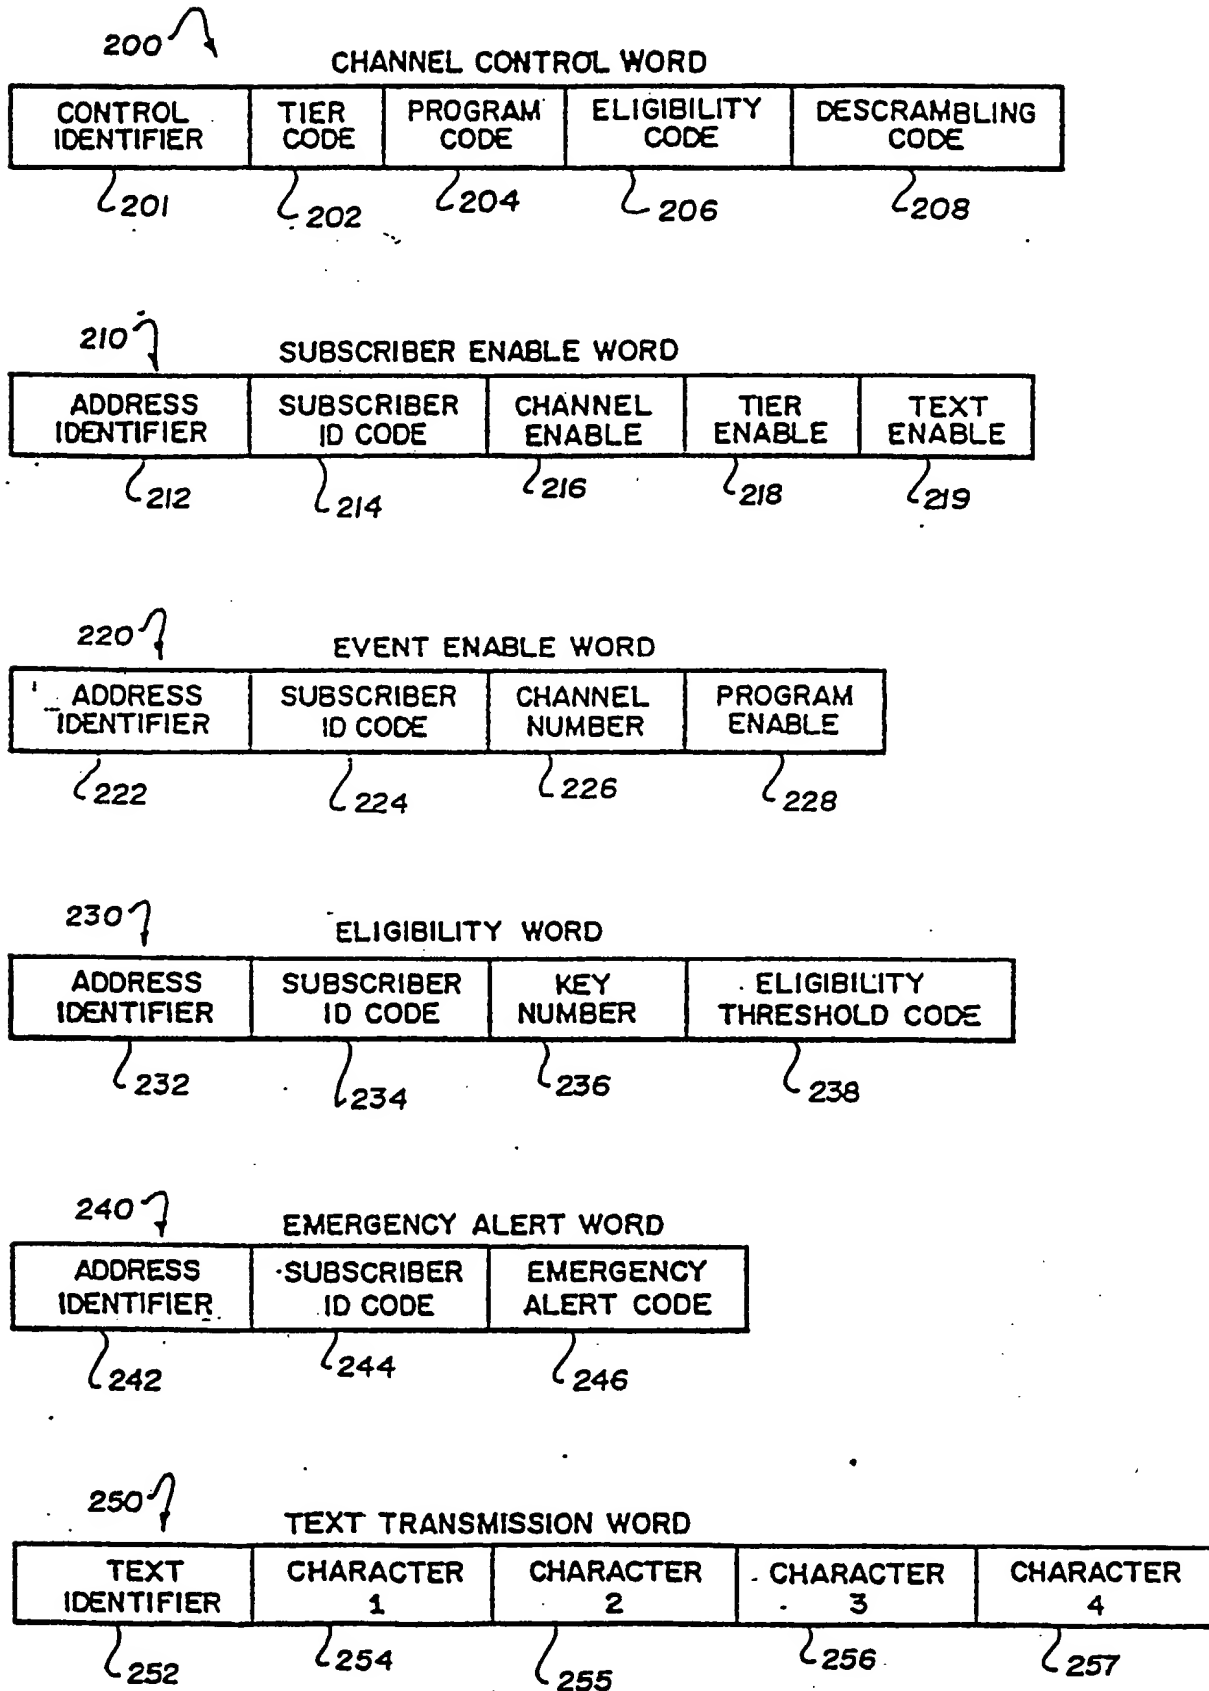 200
CHANNEL CONTROL WORD
CONTROL IDENTIFIER
TIER CODE
PROGRAM CODE
ELIGIBILITY CODE
DESCRAMBLING CODE
201
202
204
206
208
210
SUBSCRIBER ENABLE WORD
ADDRESS IDENTIFIER
SUBSCRIBER ID CODE
CHANNEL ENABLE
TIER ENABLE
TEXT ENABLE
212
214
216
218
219
220
EVENT ENABLE WORD
ADDRESS IDENTIFIER
SUBSCRIBER ID CODE
CHANNEL NUMBER
PROGRAM ENABLE
222
224
226
228
230
ELIGIBILITY WORD
ADDRESS IDENTIFIER
SUBSCRIBER ID CODE
KEY NUMBER
ELIGIBILITY THRESHOLD CODE
232
234
236
238
240
EMERGENCY ALERT WORD
ADDRESS IDENTIFIER
SUBSCRIBER ID CODE
EMERGENCY ALERT CODE
242
244
246
250
TEXT TRANSMISSION WORD
TEXT IDENTIFIER
CHARACTER 1
CHARACTER 2
CHARACTER 3
CHARACTER 4
252
254
255
256
257